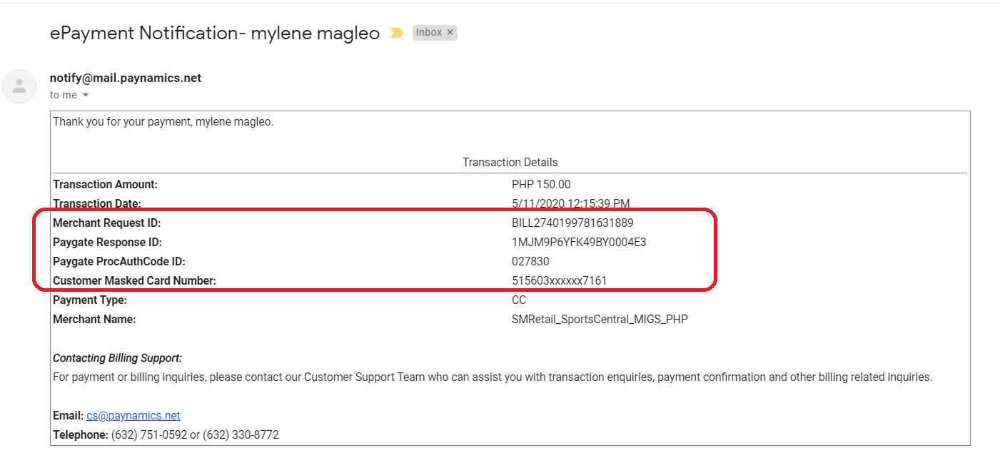 ePayment Notification- mylene magleo Inbox ×
notify@mail.paynamics.net
to me
Thank you for your payment, mylene magleo.
Transaction Details
Transaction Amount: PHP 150.00
Transaction Date: 5/11/2020 12:15:39 PM
Merchant Request ID: BILL2740199781631889
Paygate Response ID: 1MJM9P6YFK49BY0004E3
Paygate ProcAuthCode ID: 027830
Customer Masked Card Number: 515603xxxxxx7161
Payment Type: CC
Merchant Name: SMRetail_SportsCentral_MIGS_PHP
Contacting Billing Support:
For payment or billing inquiries, please contact our Customer Support Team who can assist you with transaction enquiries, payment confirmation and other billing related inquiries.
Email: cs@paynamics.net
Telephone: (632) 751-0592 or (632) 330-8772